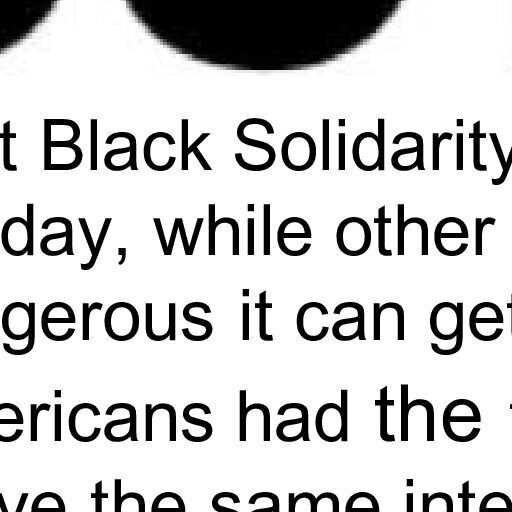 t Black Solidarity
day, while other
gerous it can get
ericans had the
ve the same inte